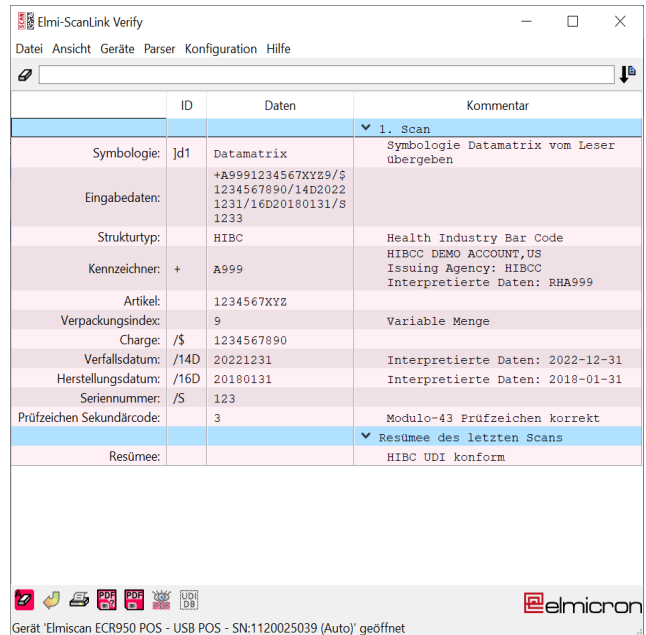 Elmi-ScanLink Verify
Datei Ansicht Geräte Parser Konfiguration Hilfe
ID Daten Kommentar
1. Scan
Symbologie: ]d1 Datamatrix Symbologie Datamatrix vom Leser
übergeben
Eingabedaten: +A9991234567XYZ9/$
1234567890/14D2022
1231/16D20180131/S
1233
Strukturtyp: HIBC Health Industry Bar Code
Kennzeichner: + A999 HIBCC DEMO ACCOUNT,US
Issuing Agency: HIBCC
Interpretierte Daten: RHA999
Artikel: 1234567XYZ
Verpackungsindex: 9 Variable Menge
Charge: /$ 1234567890
Verfallsdatum: /14D 20221231 Interpretierte Daten: 2022-12-31
Herstellungsdatum: /16D 20180131 Interpretierte Daten: 2018-01-31
Seriennummer: /S 123
Prüfzeichen Sekundärcode: 3 Modulo-43 Prüfzeichen korrekt
Resümee des letzten Scans
Resümee: HIBC UDI konform
PDF ? PDF POS UDI DB
elmicron
Gerät 'Elmiscan ECR950 POS - USB POS - SN:1120025039 (Auto)' geöffnet